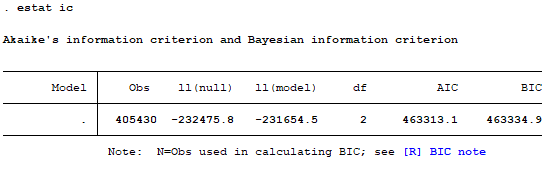 . estat ic
Akaike's information criterion and Bayesian information criterion
Model Obs ll(null) ll(model) df AIC BIC
. 405430 -232475.8 -231654.5 2 463313.1 463334.9
Note: N=Obs used in calculating BIC; see [R] BIC note